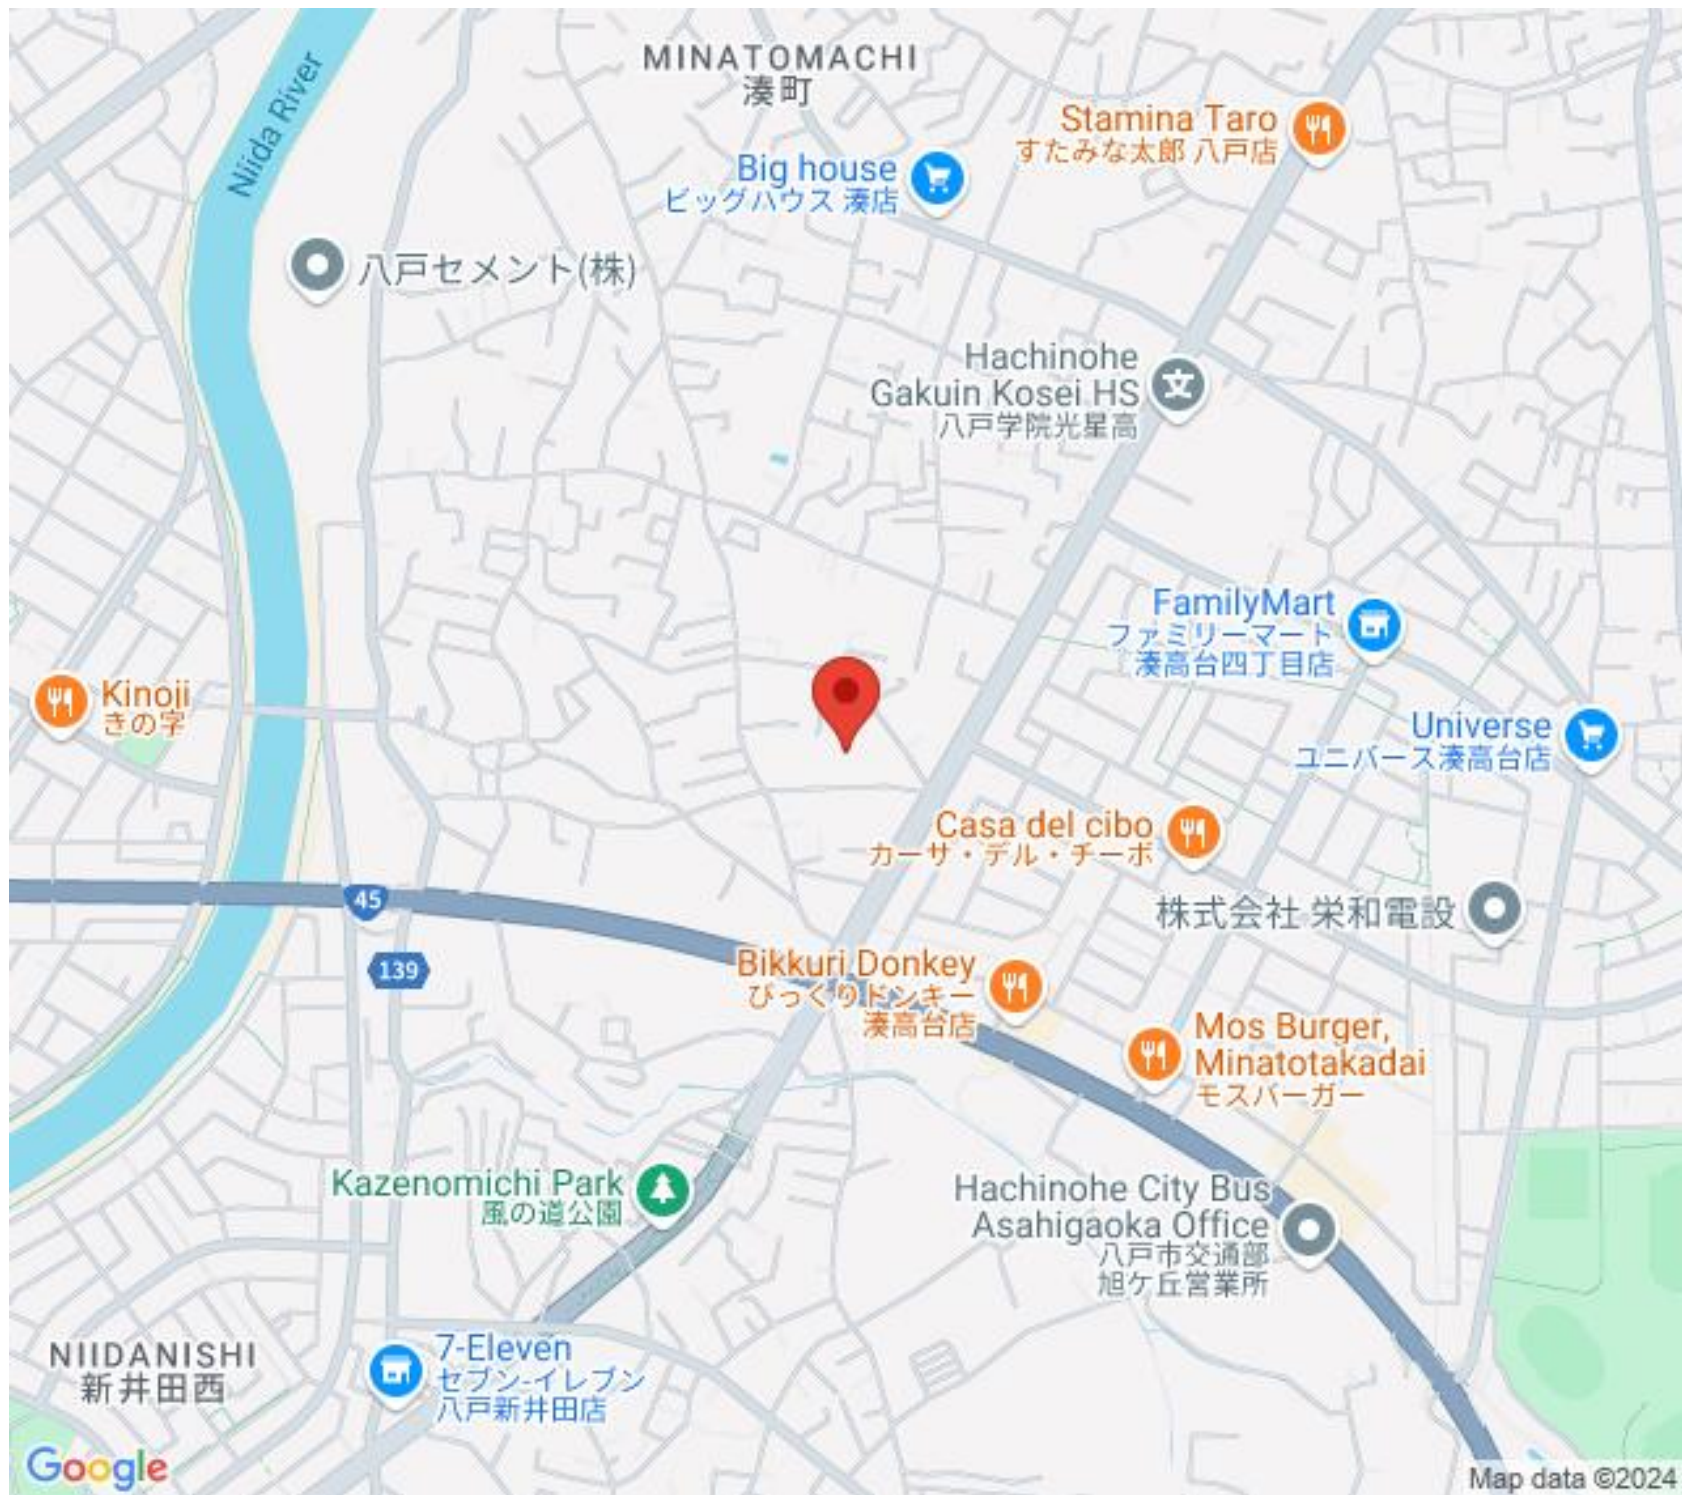 MINATOMACHI
湊町
Niida River
Stamina Taro
すたみな太郎 八戸店
Big house
ビッグハウス 湊店
八戸セメント(株)
Hachinohe
Gakuin Kosei HS
八戸学院光星高
FamilyMart
ファミリーマート
湊高台四丁目店
Kinoji
きの字
Universe
ユニバース湊高台店
Casa del cibo
カーサ・デル・チーボ
45
株式会社 栄和電設
139
Bikkuri Donkey
びっくりドンキー
湊高台店
Mos Burger,
Minatotakadai
モスバーガー
Kazenomichi Park
風の道公園
Hachinohe City Bus
Asahigaoka Office
八戸市交通部
旭ケ丘営業所
NIIDANISHI
新井田西
7-Eleven
セブン-イレブン
八戸新井田店
Google
Map data ©2024